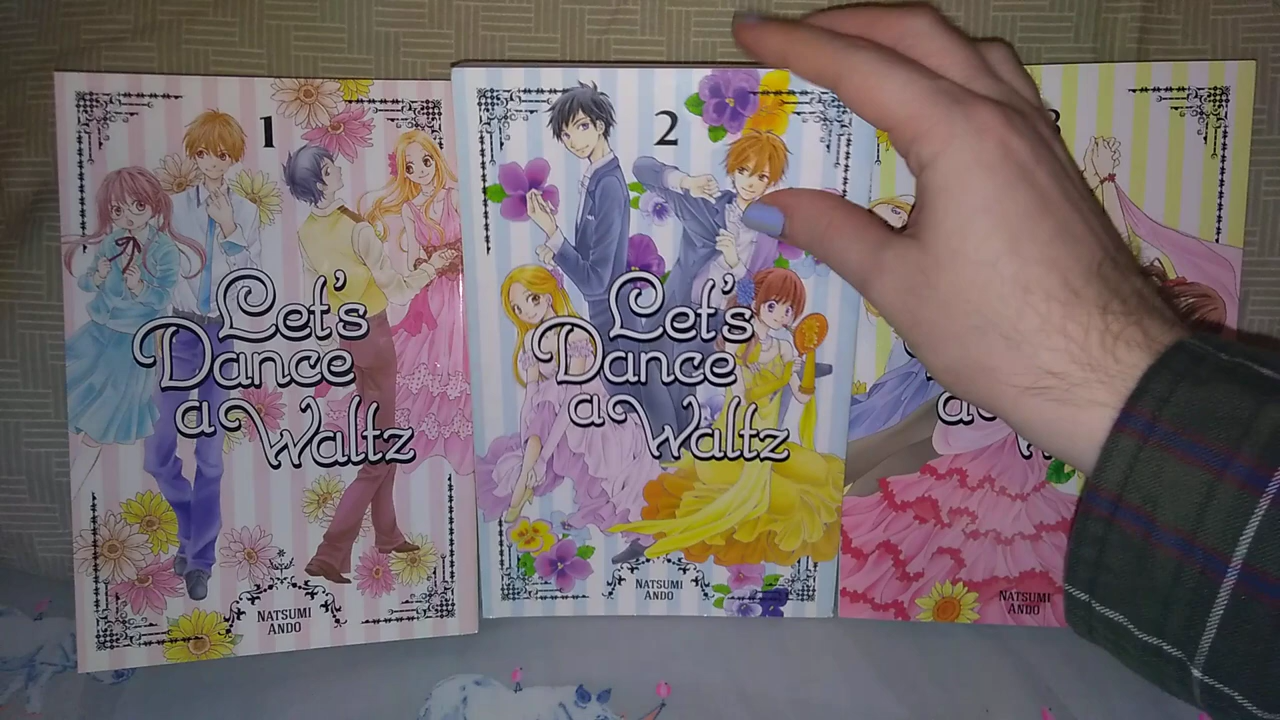 1
Let's
Dance
a Waltz
NATSUMI
ANDO
2
Let's
Dance
a Waltz
NATSUMI
ANDO
a
NATSUMI
ANDO